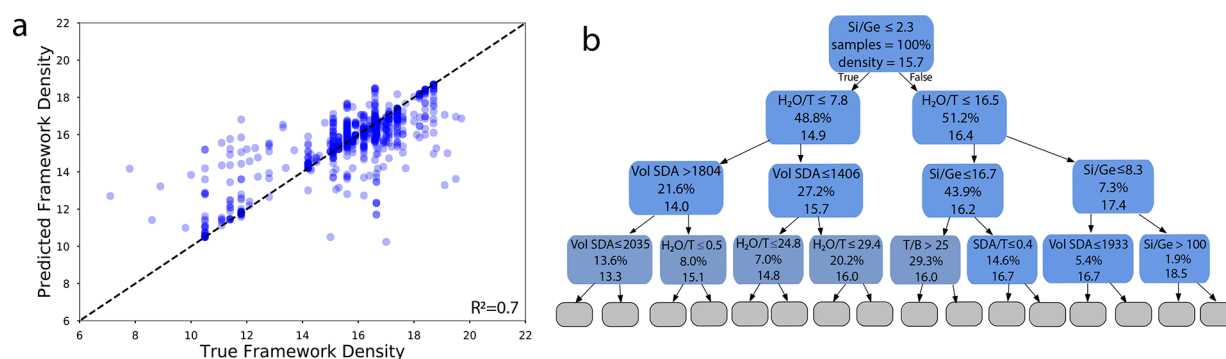 a
22
20
18
16
14
12
10
8
6
6
8
10
12
14
16
18
20
22
Predicted Framework Density
True Framework Density
R²=0.7
b
Si/Ge ≤ 2.3
samples = 100%
density = 15.7
True
False
H₂O/T ≤ 7.8
48.8%
14.9
H₂O/T ≤ 16.5
51.2%
16.4
Vol SDA >1804
21.6%
14.0
Vol SDA≤1406
27.2%
15.7
Si/Ge≤16.7
43.9%
16.2
Si/Ge≤8.3
7.3%
17.4
Vol SDA≤2035
13.6%
13.3
H₂O/T ≤ 0.5
8.0%
15.1
H₂O/T ≤24.8
7.0%
14.8
H₂O/T ≤ 29.4
20.2%
16.0
T/B > 25
29.3%
16.0
SDA/T≤0.4
14.6%
16.7
Vol SDA≤1933
5.4%
16.7
Si/Ge > 100
1.9%
18.5